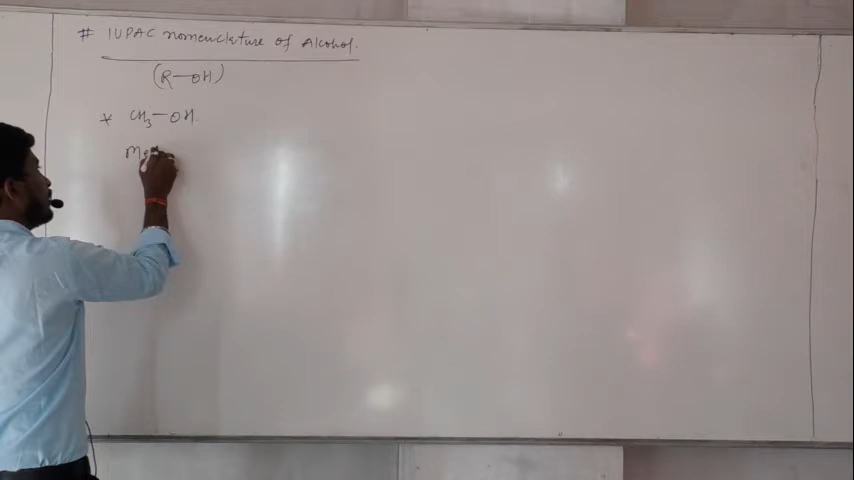 # IUPAC nomenclature of Alcohol.
(R-OH)
* CH₃-OH.
Me